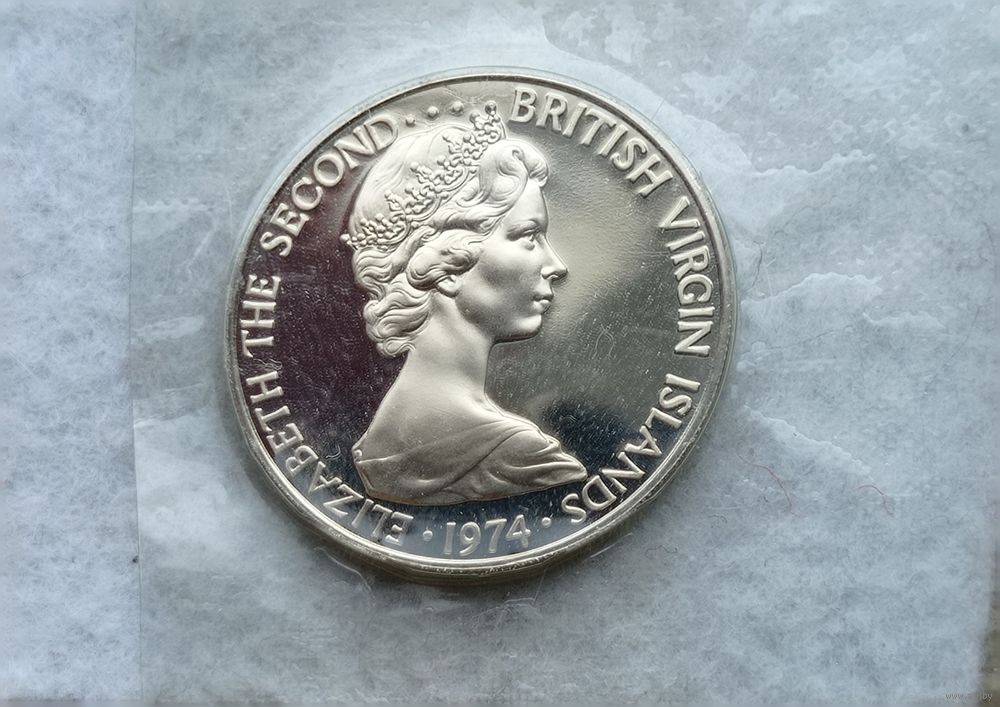 ELIZABETH THE SECOND···· BRITISH VIRGIN ISLANDS
· 1974 ·